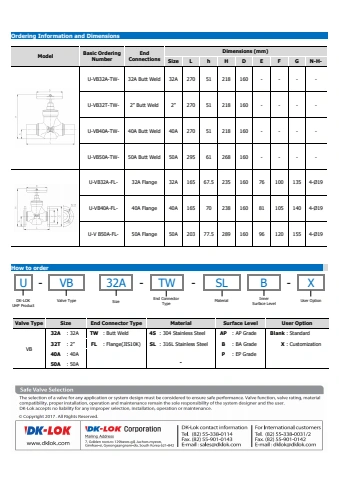 Ordering Information and Dimensions
Model Basic Ordering Number End Connections Dimensions (mm)
Size L h H D E F G N-H-
U-VB32A-TW- 32A Butt Weld 32A 270 51 218 160 - - - -
U-VB32T-TW- 2" Butt Weld 2" 270 51 218 160 - - - -
U-VB40A-TW- 40A Butt Weld 40A 270 51 218 160 - - - -
U-VB50A-TW- 50A Butt Weld 50A 295 61 268 160 - - - -
U-VB32A-FL- 32A Flange 32A 165 67.5 235 160 76 100 135 4-Ø19
U-VB40A-FL- 40A Flange 40A 165 70 238 160 81 105 140 4-Ø19
U-V B50A-FL- 50A Flange 50A 203 77.5 289 160 96 120 155 4-Ø19
How to order
U - VB 32A - TW - SL B - X
DK-LOK UHP Product Valve Type Size End Connection Type Material Inner Surface Level User Option
Valve Type Size End Connector Type Material Surface Level User Option
VB
32A : 32A TW : Butt Weld 4S : 304 Stainless Steel AP : AP Grade Blank : Standard
32T : 2" FL : Flange(JIS10K) SL : 316L Stainless Steel BA : BA Grade X : Customization
40A : 40A EP : EP Grade
50A : 50A -
Safe Valve Selection
The selection of a valve for any application or system design must be considered to ensure safe performance. Valve function, valve rating, material
compatibility, proper installation, operation and maintenance remain the sole responsibility of the system designer and the user.
DK-Lok accepts no liability for any improper selection, installation, operation or maintenance.
© Copyright 2017. All Rights Reserved.
DK-LOK
www.dklok.com
DK-LOK Corporation
Mailing Address
DK-LOK contact information
Tel. (82) 55-338-0114
Fax. (82) 55-901-0143
E-mail : sales@dklok.com
For International customers
Tel. (82) 55-338-0031/2
Fax. (82) 55-901-0142
E-mail : dklok@dklok.com